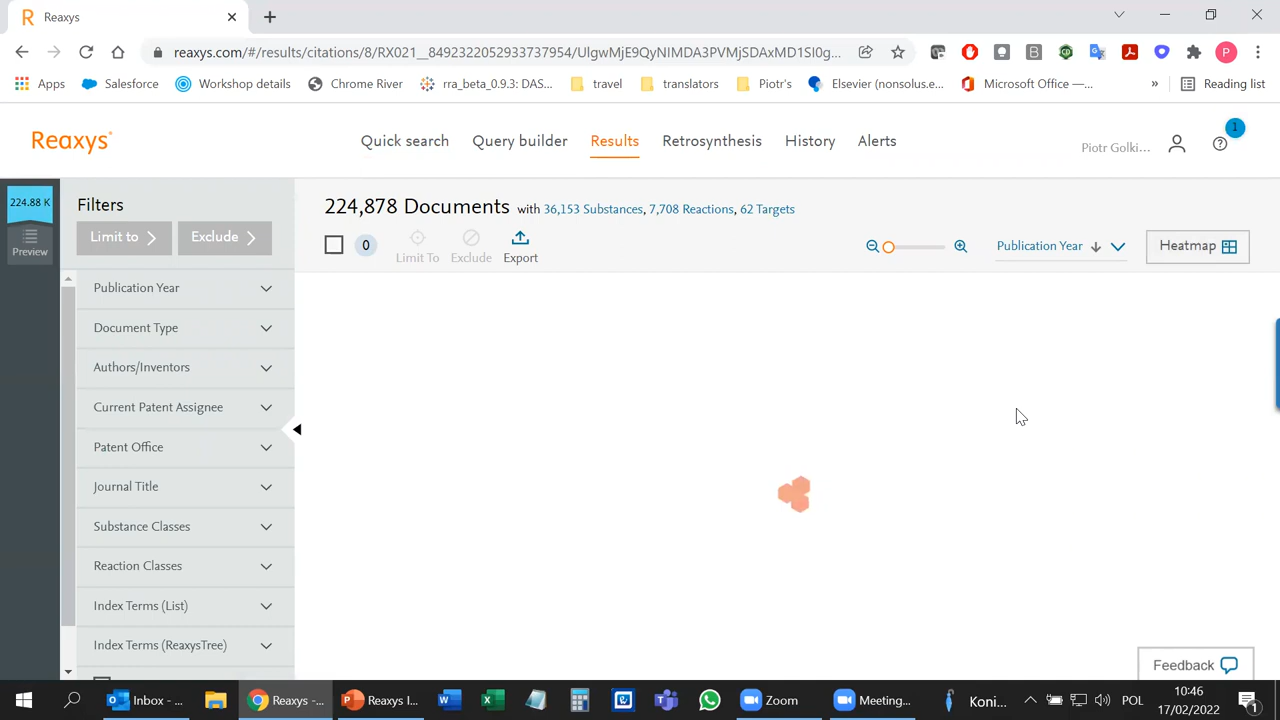 Reaxys
reaxys.com/#/results/citations/8/RX021_8492322052933737954/UlgwMjE9QyNIMDA3PVMjSDAxMD1SI0g...
P
Apps
Salesforce
Workshop details
Chrome River
rra_beta_0.9.3: DAS...
travel
translators
Piotr's
Elsevier (nonsolus.e...
Microsoft Office —...
»
Reading list
Reaxys
Quick search
Query builder
Results
Retrosynthesis
History
Alerts
Piotr Golki...
1
224.88 K
Preview
Filters
Limit to
Exclude
Publication Year
Document Type
Authors/Inventors
Current Patent Assignee
Patent Office
Journal Title
Substance Classes
Reaction Classes
Index Terms (List)
Index Terms (ReaxysTree)
224,878 Documents with 36,153 Substances, 7,708 Reactions, 62 Targets
0
Limit To
Exclude
Export
Publication Year
Heatmap
Feedback
Inbox - ...
Reaxys -...
Reaxys I...
Zoom
Meeting...
Koni...
POL
10:46
17/02/2022
1